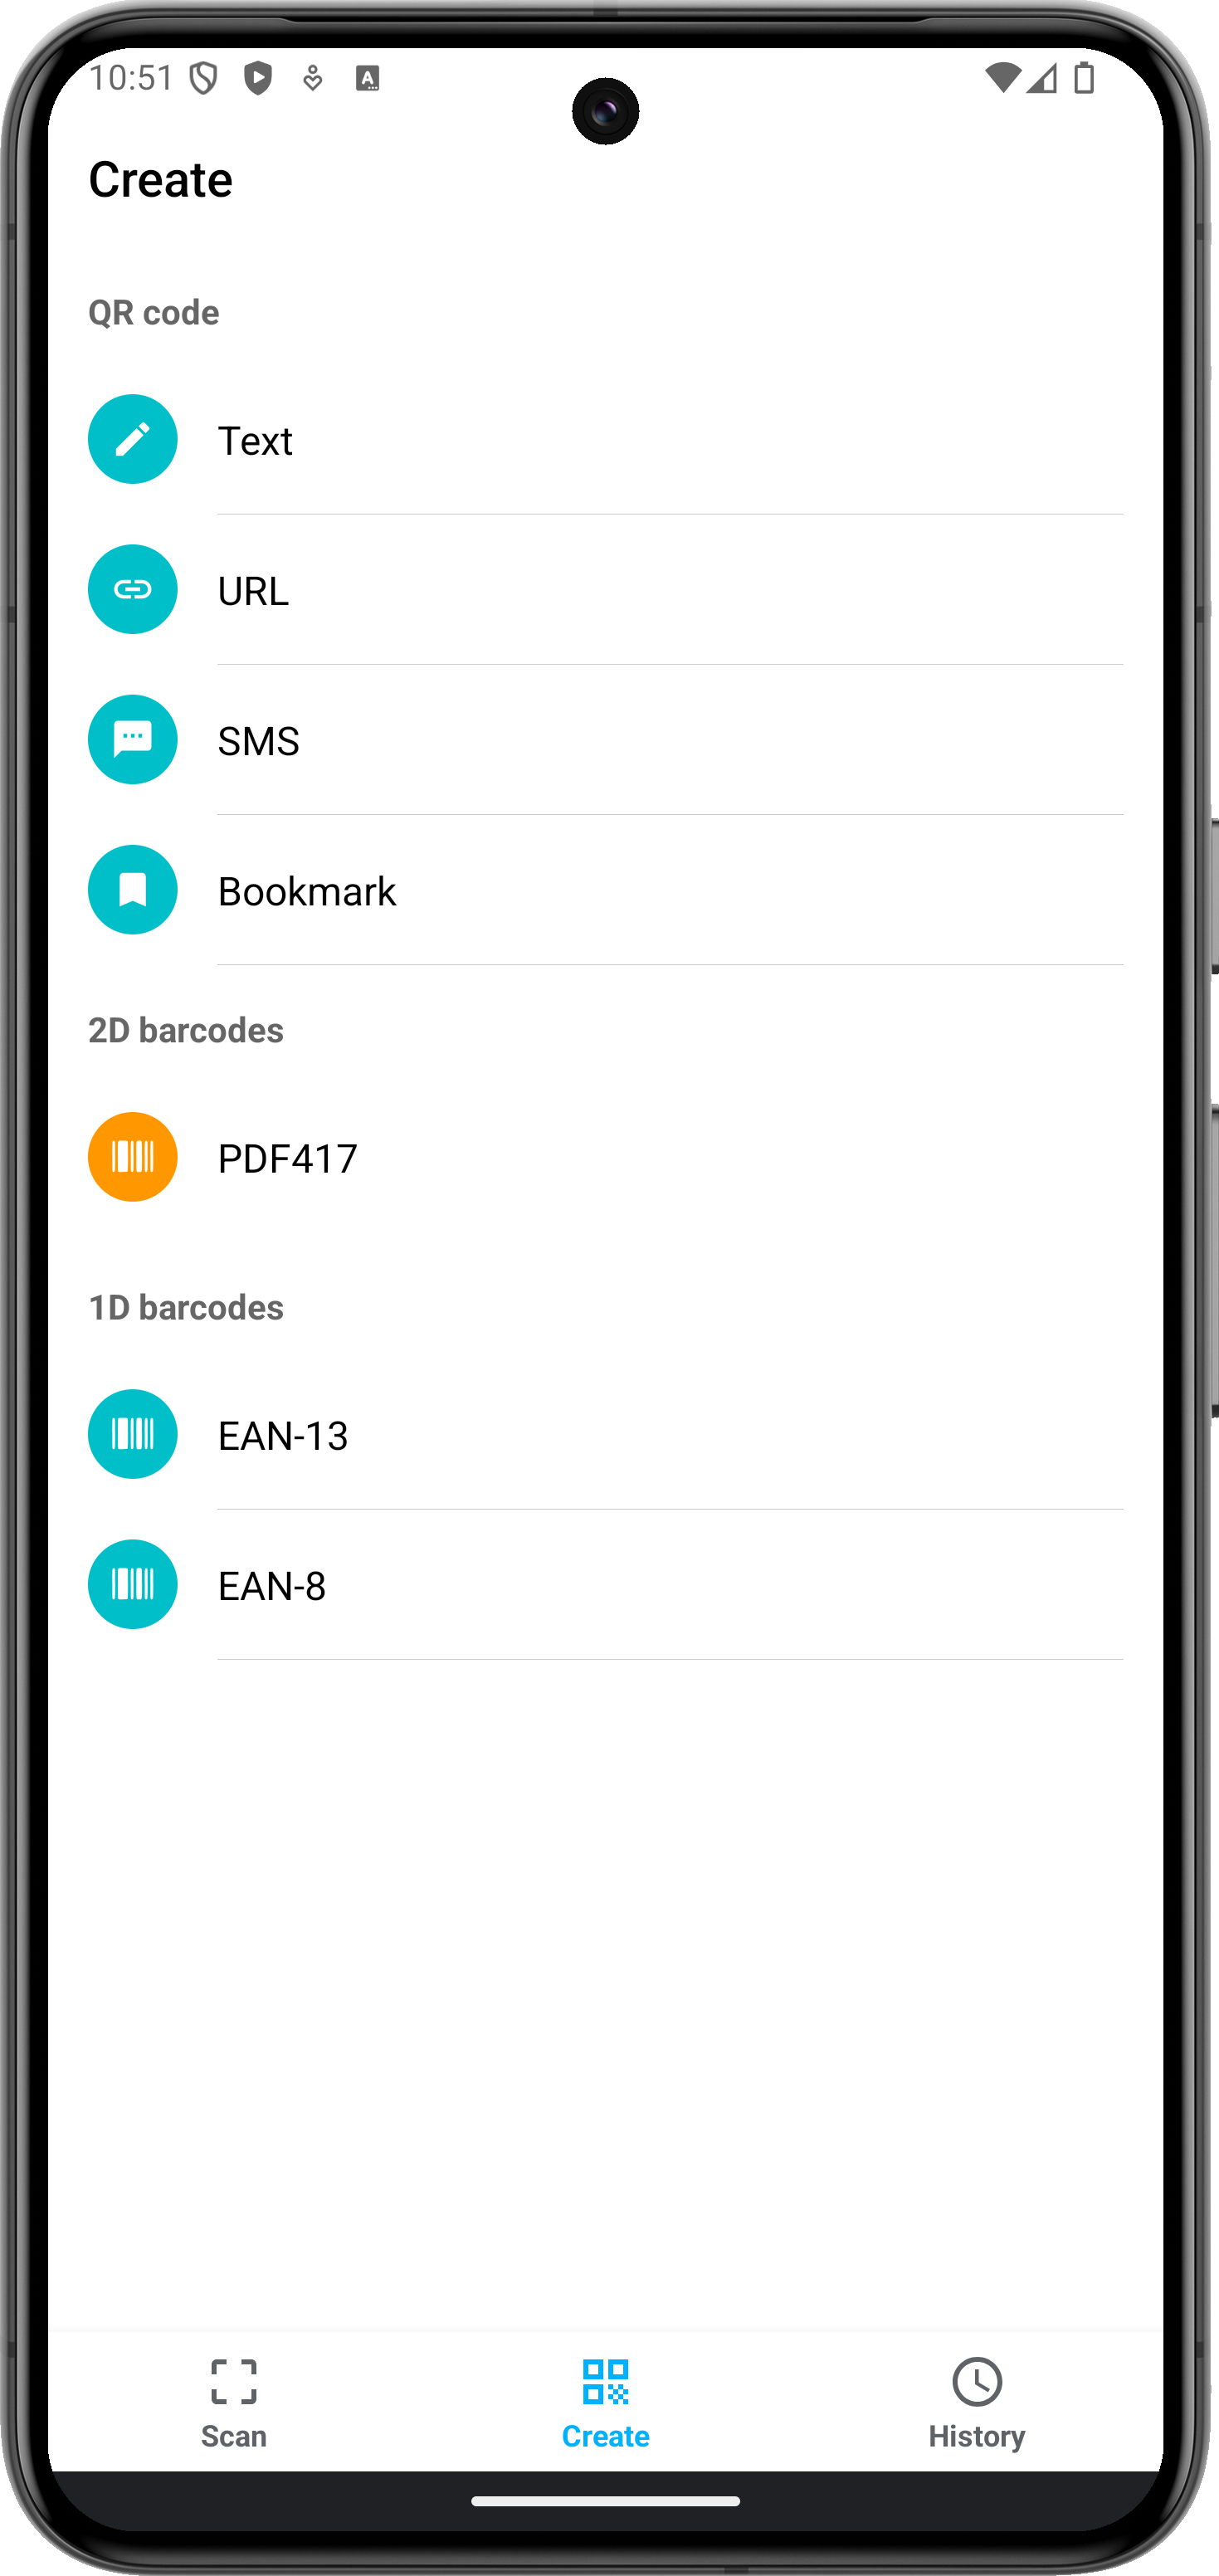 10:51
Create
QR code
Text
URL
SMS
Bookmark
2D barcodes
PDF417
1D barcodes
EAN-13
EAN-8
Scan
Create
History